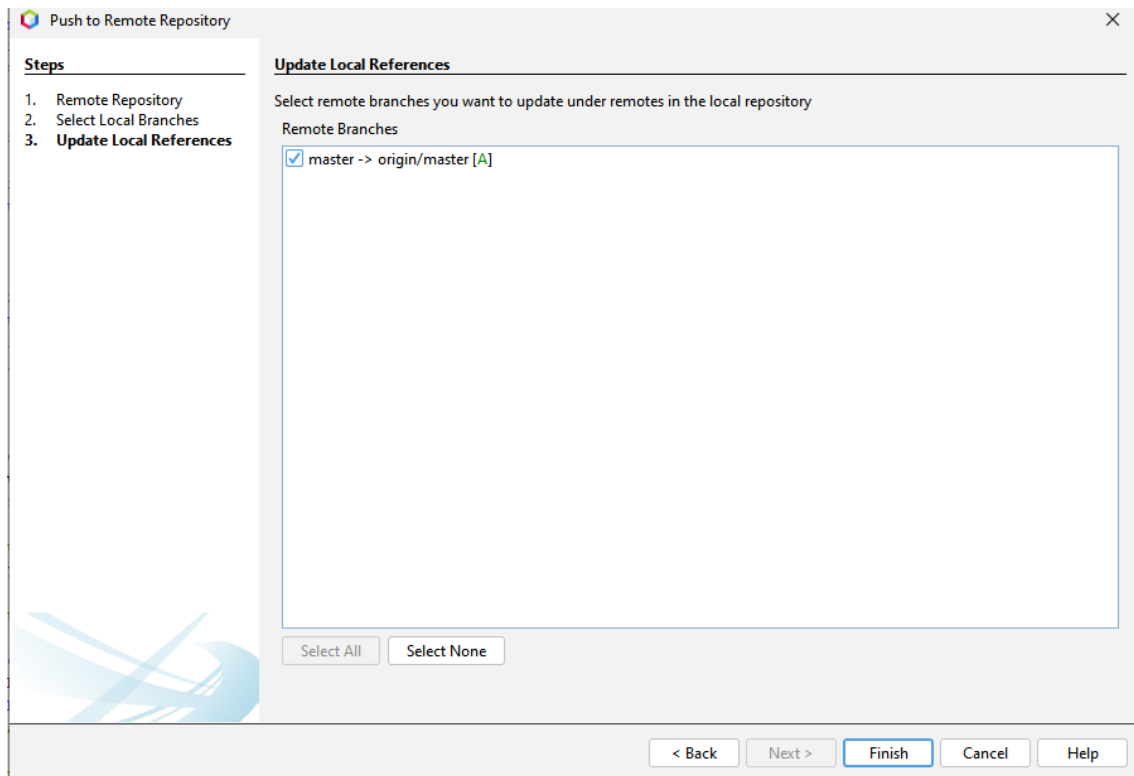 Push to Remote Repository
Steps
1. Remote Repository
2. Select Local Branches
3. Update Local References
Update Local References
Select remote branches you want to update under remotes in the local repository
Remote Branches
master -> origin/master [A]
Select All
Select None
< Back
Next >
Finish
Cancel
Help